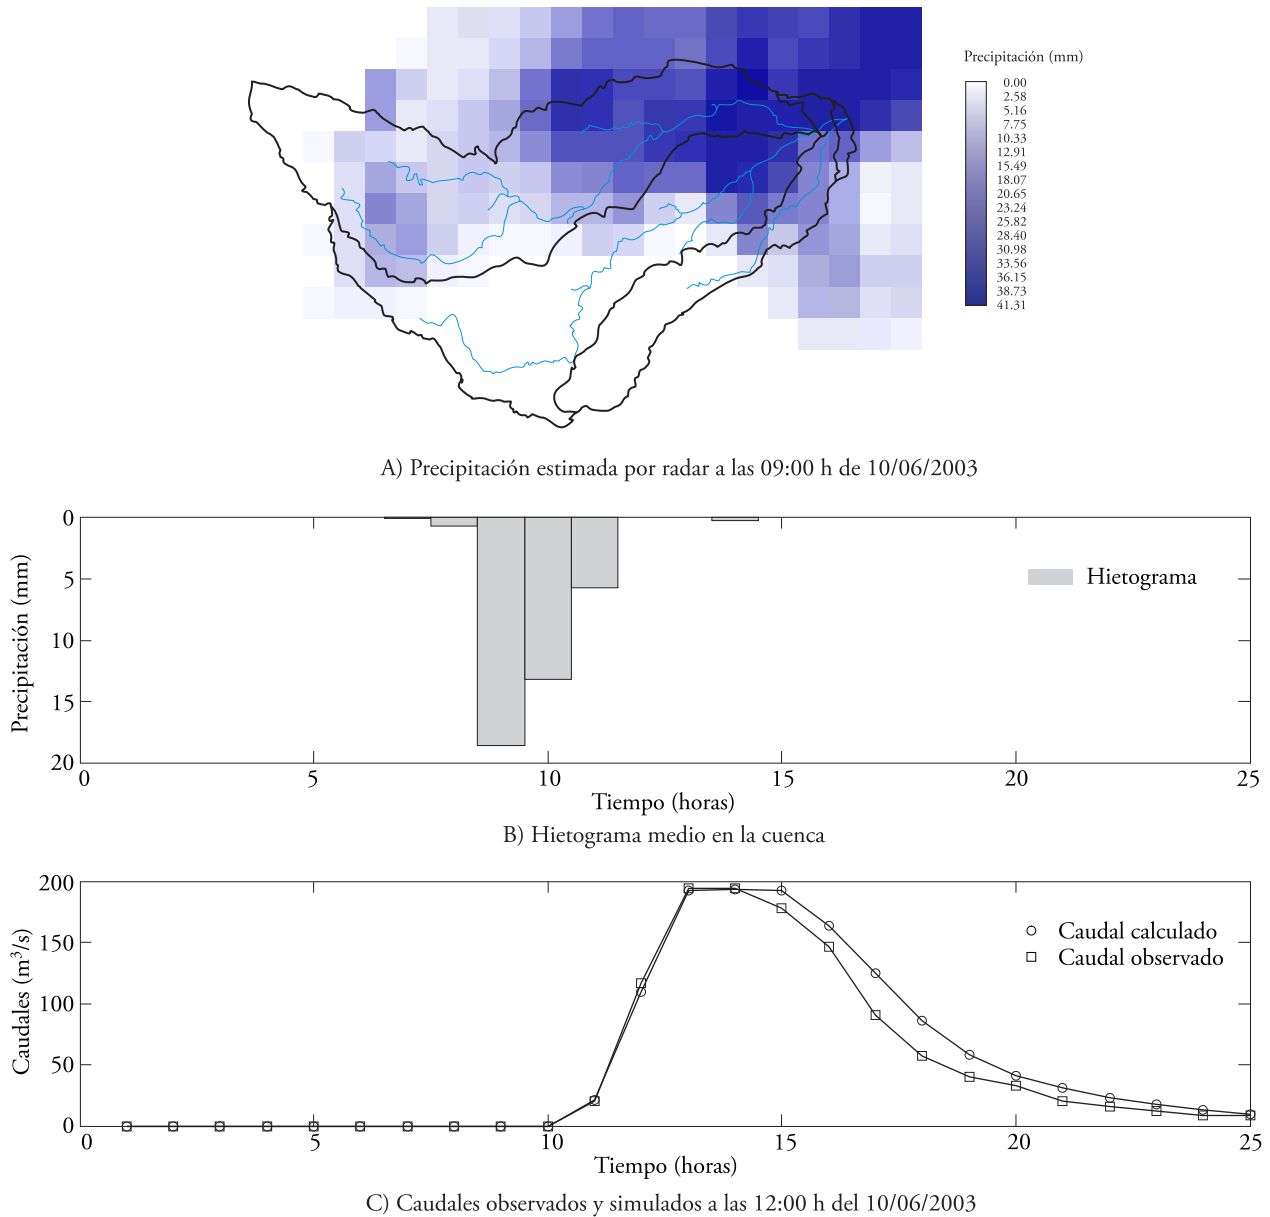 Precipitación (mm)
0.00
2.58
5.16
7.75
10.33
12.91
15.49
18.07
20.65
23.24
25.82
28.40
30.98
33.56
36.15
38.73
41.31
A) Precipitación estimada por radar a las 09:00 h de 10/06/2003
Precipitación (mm)
0
5
10
15
20
Hietograma
0 5 10 15 20 25
Tiempo (horas)
B) Hietograma medio en la cuenca
Caudales (m³/s)
200
150
100
50
0
Caudal calculado
Caudal observado
0 5 10 15 20 25
Tiempo (horas)
C) Caudales observados y simulados a las 12:00 h del 10/06/2003